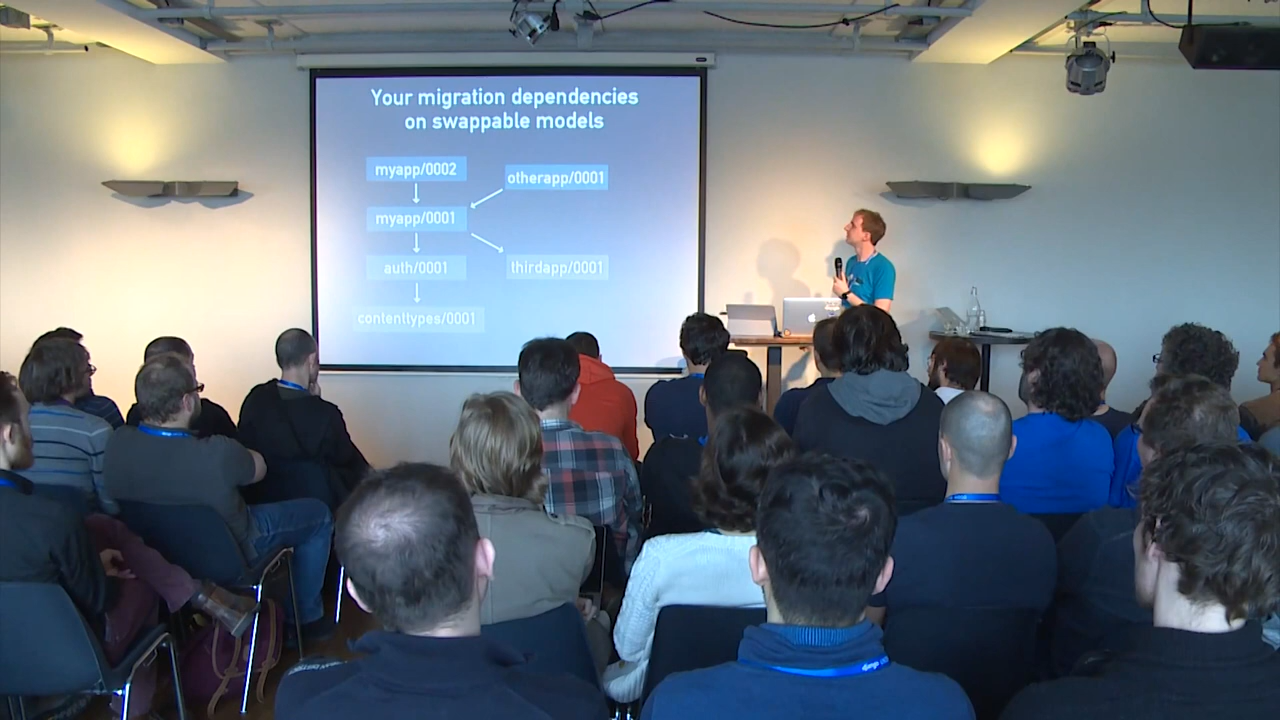 Your migration dependencies
on swappable models
myapp/0002
otherapp/0001
myapp/0001
auth/0001
thirdapp/0001
contenttypes/0001